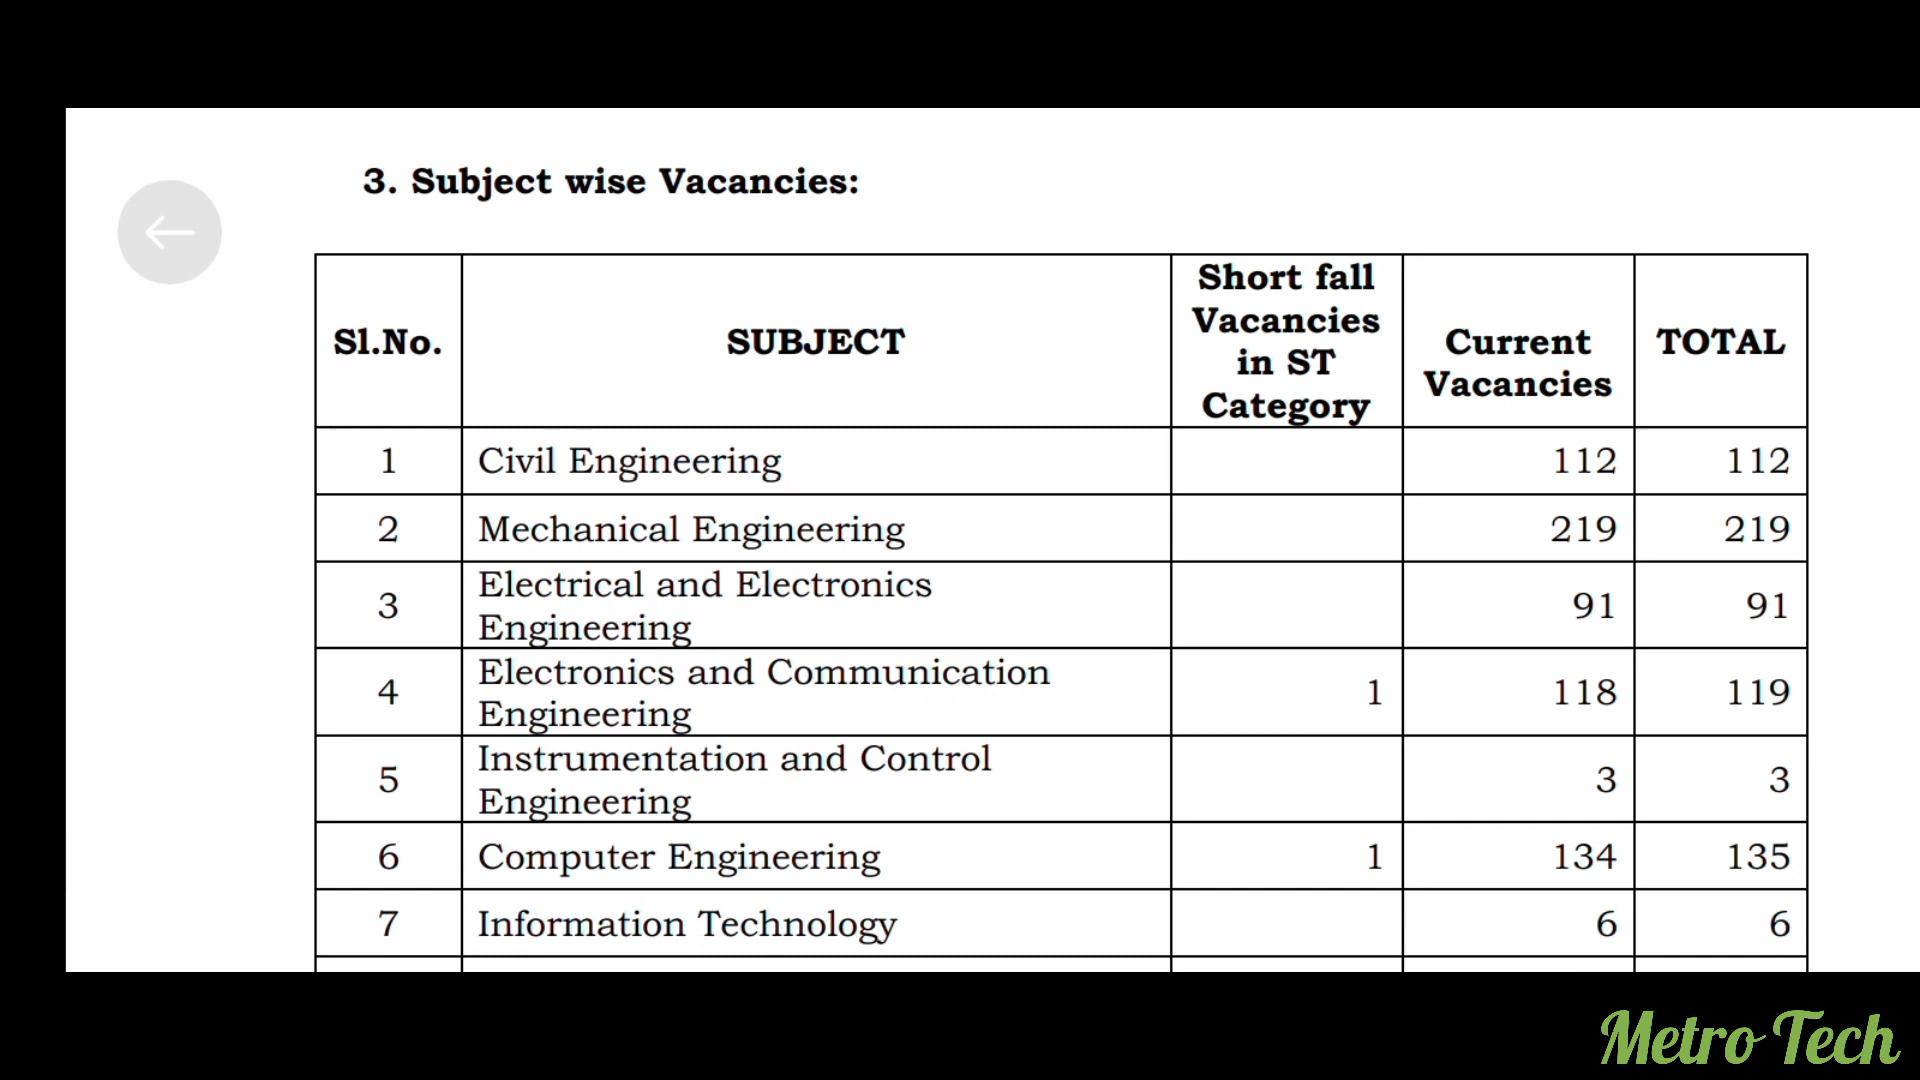 3. Subject wise Vacancies:
Sl.No. SUBJECT Short fall Vacancies in ST Category Current Vacancies TOTAL
1 Civil Engineering 112 112
2 Mechanical Engineering 219 219
3 Electrical and Electronics Engineering 91 91
4 Electronics and Communication Engineering 1 118 119
5 Instrumentation and Control Engineering 3 3
6 Computer Engineering 1 134 135
7 Information Technology 6 6
Metro Tech